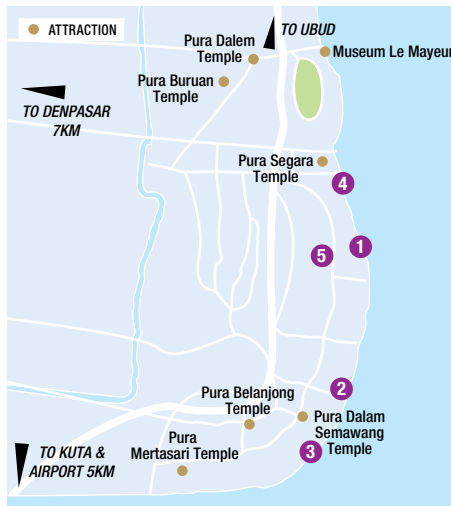 ATTRACTION
TO UBUD
Pura Dalem
Temple
Museum Le Mayeur
Pura Buruan
Temple
TO DENPASAR
7KM
Pura Segara
Temple
4
1
5
2
Pura Belanjong
Temple
Pura Dalam
Semawang
Temple
3
Pura
Mertasari Temple
TO KUTA &
AIRPORT 5KM